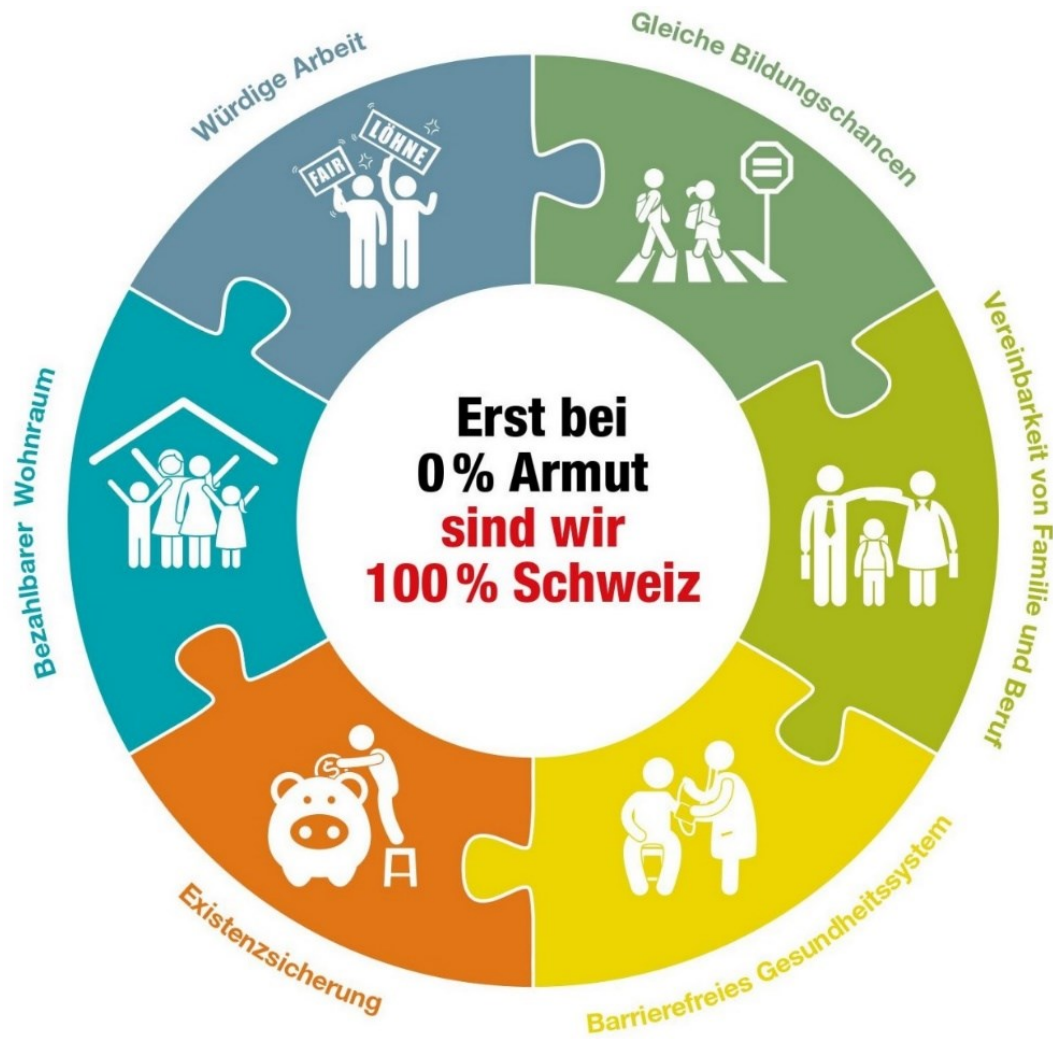 Würdige Arbeit
Gleiche Bildungschancen
FAIR
LÖHNE
Vereinbarkeit von Familie und Beruf
Bezahlbarer Wohnraum
Erst bei
0 % Armut
sind wir
100 % Schweiz
$
Existenzsicherung
Barrierefreies Gesundheitssystem